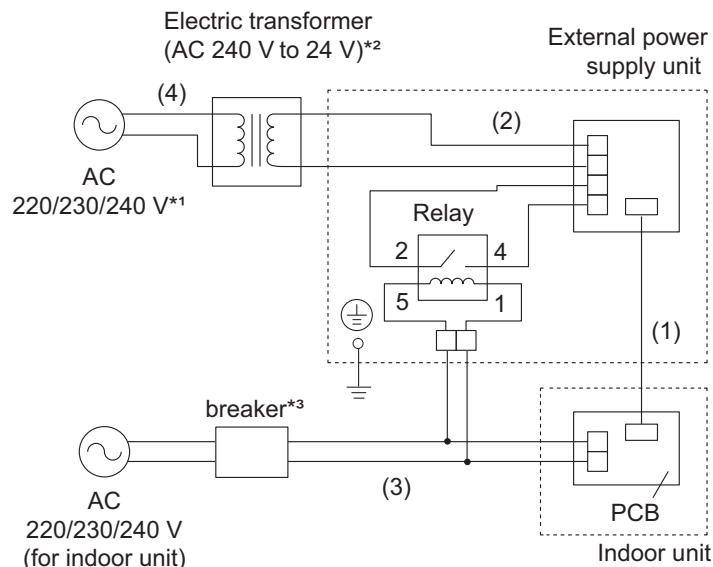 Electric transformer
(AC 240 V to 24 V)*²
External power
supply unit
(4)
(2)
AC
220/230/240 V*¹
Relay
2
4
5
1
(1)
breaker*³
(3)
AC
220/230/240 V
(for indoor unit)
PCB
Indoor unit